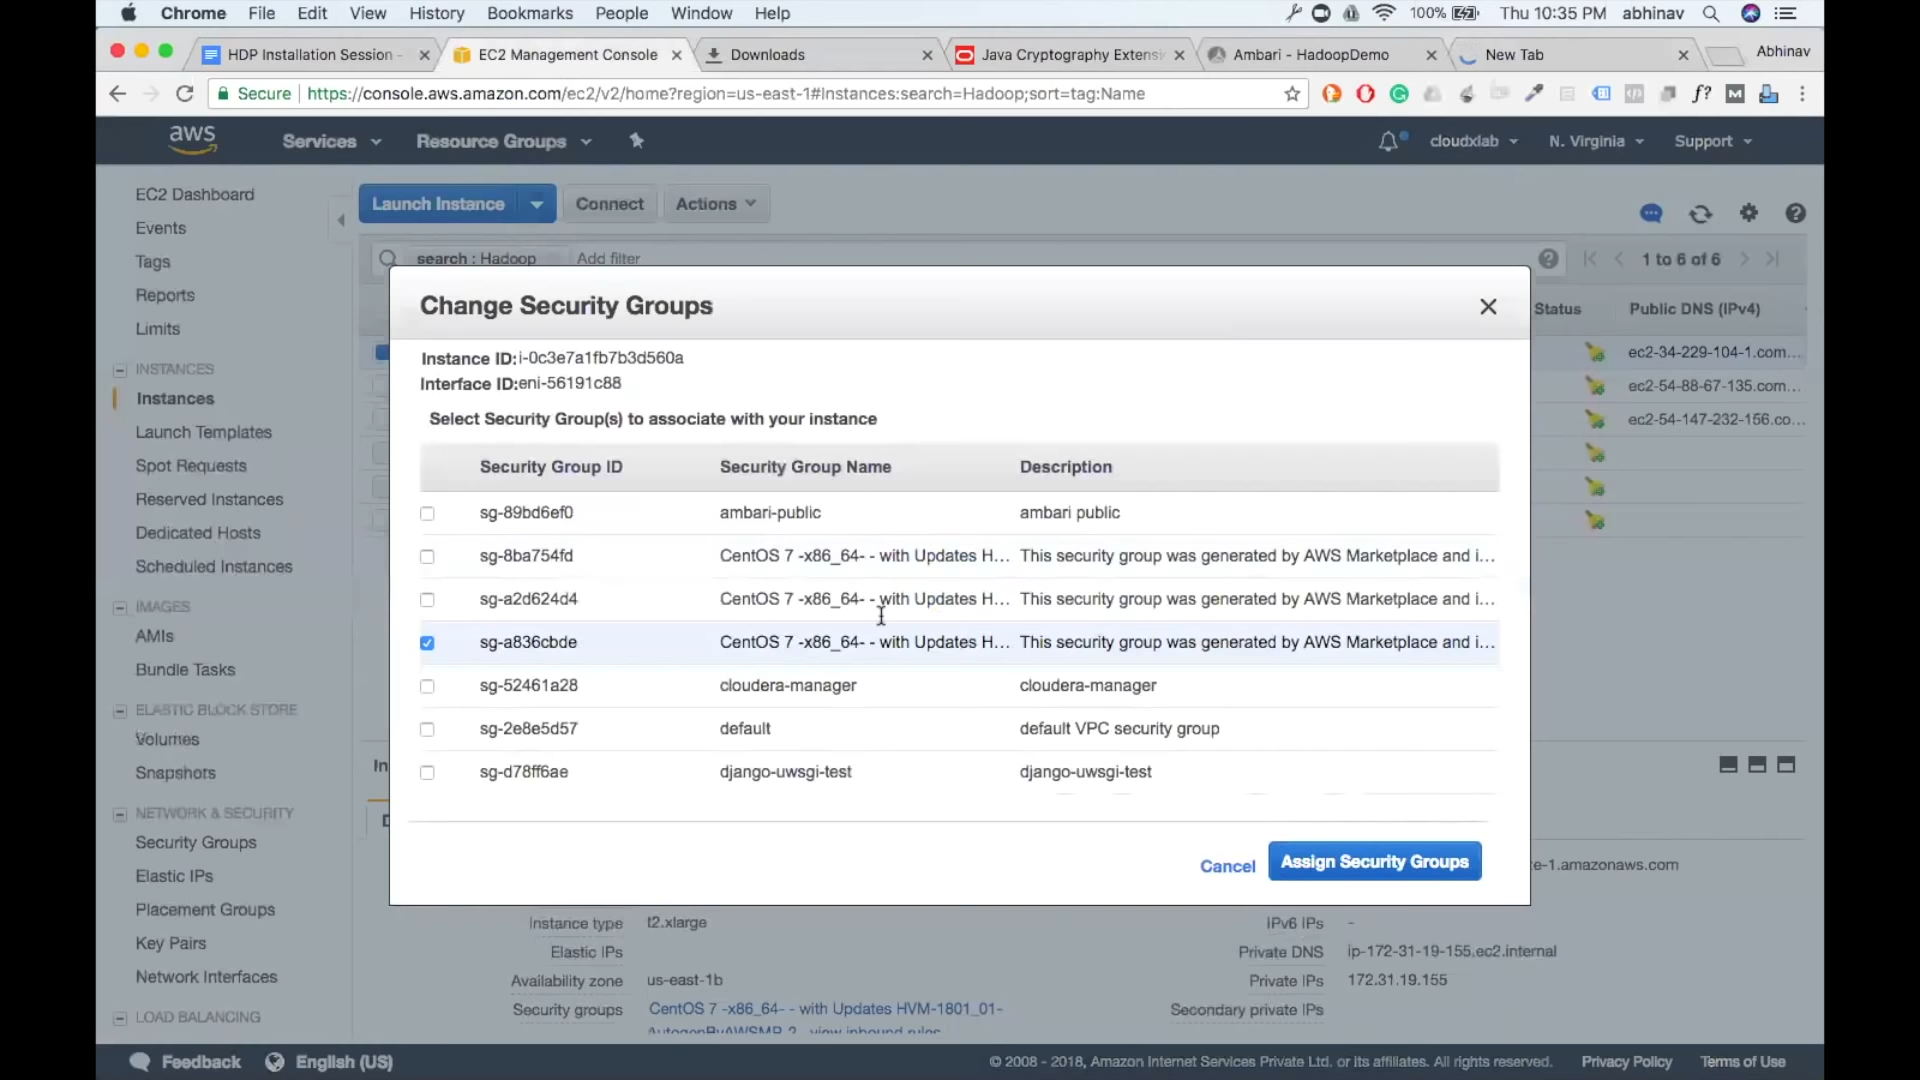 Chrome File Edit View History Bookmarks People Window Help 100% Thu 10:35 PM abhinav
HDP Installation Session - EC2 Management Console Downloads Java Cryptography Extensi Ambari - HadoopDemo New Tab Abhinav
Secure https://console.aws.amazon.com/ec2/v2/home?region=us-east-1#Instances:search=Hadoop;sort=tag:Name
aws Services Resource Groups cloudxlab N. Virginia Support
EC2 Dashboard
Events
Tags
Reports
Limits
INSTANCES
Instances
Launch Templates
Spot Requests
Reserved Instances
Dedicated Hosts
Scheduled Instances
IMAGES
AMIs
Bundle Tasks
ELASTIC BLOCK STORE
Volumes
Snapshots
NETWORK & SECURITY
Security Groups
Elastic IPs
Placement Groups
Key Pairs
Network Interfaces
LOAD BALANCING
Launch Instance Connect Actions
search : Hadoop Add filter 1 to 6 of 6
Status Public DNS (IPv4)
ec2-34-229-104-1.com...
ec2-54-88-67-135.com...
ec2-54-147-232-156.co...
Change Security Groups
Instance ID:i-0c3e7a1fb7b3d560a
Interface ID:eni-56191c88
Select Security Group(s) to associate with your instance
Security Group ID Security Group Name Description
sg-89bd6ef0 ambari-public ambari public
sg-8ba754fd CentOS 7 -x86_64- - with Updates H... This security group was generated by AWS Marketplace and i...
sg-a2d624d4 CentOS 7 -x86_64- - with Updates H... This security group was generated by AWS Marketplace and i...
sg-a836cbde CentOS 7 -x86_64- - with Updates H... This security group was generated by AWS Marketplace and i...
sg-52461a28 cloudera-manager cloudera-manager
sg-2e8e5d57 default default VPC security group
sg-d78ff6ae django-uwsgi-test django-uwsgi-test
Cancel Assign Security Groups
In
e-1.amazonaws.com
Instance type t2.xlarge IPv6 IPs -
Elastic IPs Private DNS ip-172-31-19-155.ec2.internal
Availability zone us-east-1b Private IPs 172.31.19.155
Security groups CentOS 7 -x86_64- - with Updates HVM-1801_01- Secondary private IPs
AutogenByAWSMP-2 view inbound rules
Feedback English (US) © 2008 - 2018, Amazon Internet Services Private Ltd. or its affiliates. All rights reserved. Privacy Policy Terms of Use